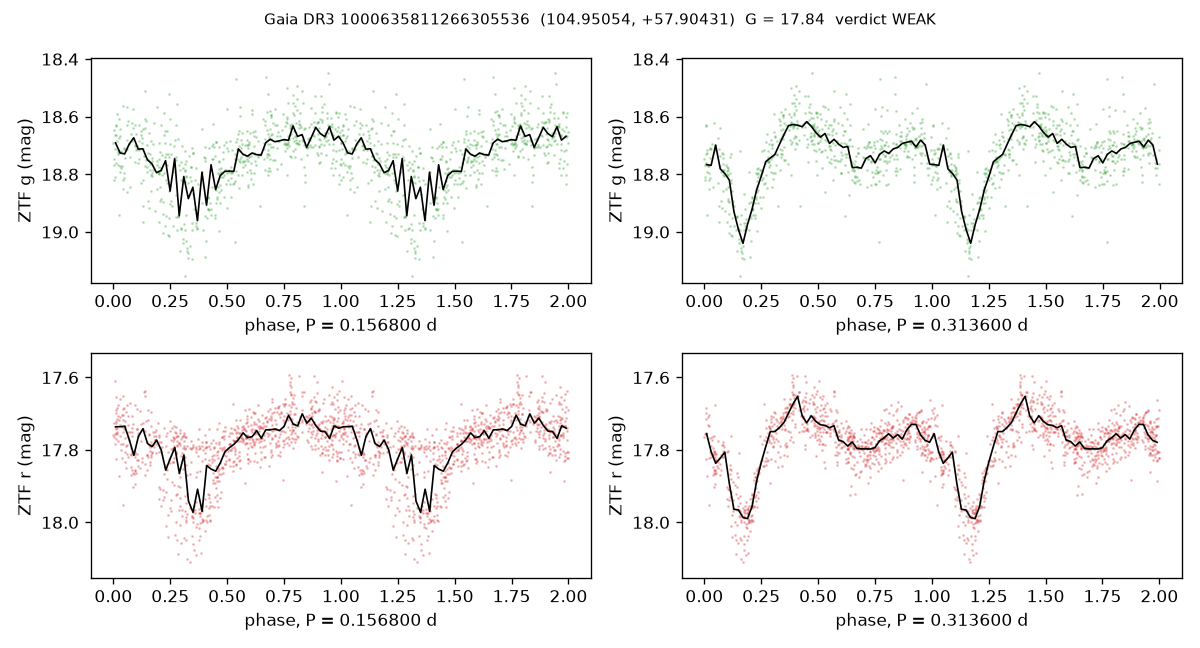 Gaia DR3 1000635811266305536  (104.95054, +57.90431)  G = 17.84  verdict WEAK
18.4
18.6
18.8
19.0
ZTF g (mag)
0.00 0.25 0.50 0.75 1.00 1.25 1.50 1.75 2.00
phase, P = 0.156800 d
18.4
18.6
18.8
19.0
ZTF g (mag)
0.00 0.25 0.50 0.75 1.00 1.25 1.50 1.75 2.00
phase, P = 0.313600 d
17.6
17.8
18.0
ZTF r (mag)
0.00 0.25 0.50 0.75 1.00 1.25 1.50 1.75 2.00
phase, P = 0.156800 d
17.6
17.8
18.0
ZTF r (mag)
0.00 0.25 0.50 0.75 1.00 1.25 1.50 1.75 2.00
phase, P = 0.313600 d